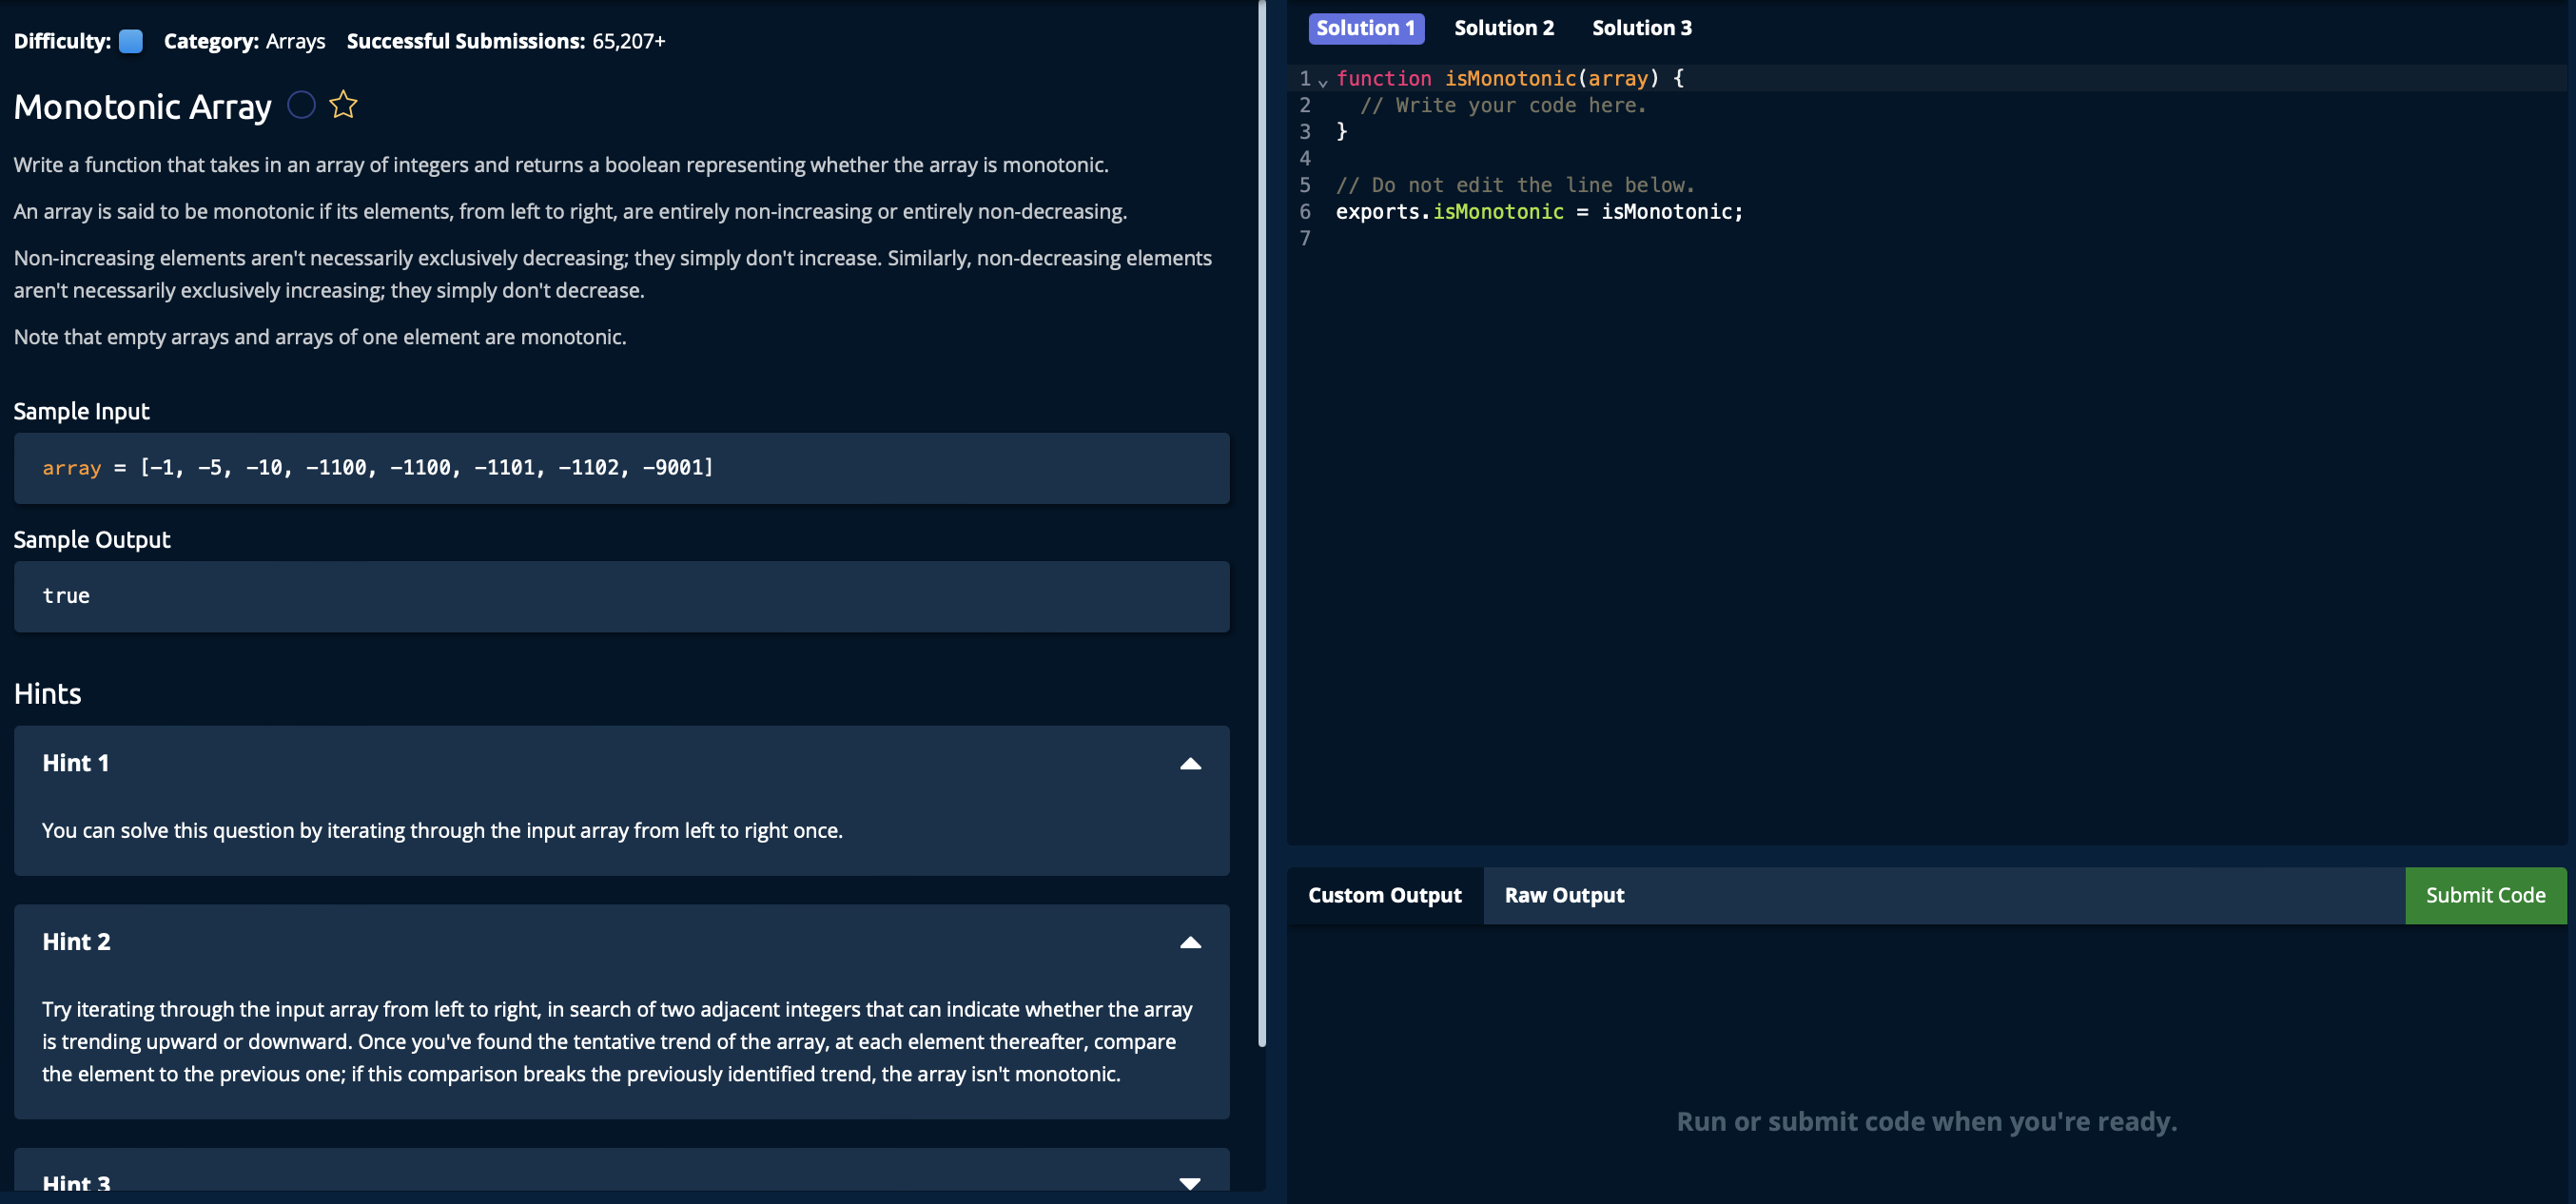 Difficulty: Category: Arrays Successful Submissions: 65,207+
Monotonic Array
Write a function that takes in an array of integers and returns a boolean representing whether the array is monotonic.
An array is said to be monotonic if its elements, from left to right, are entirely non-increasing or entirely non-decreasing.
Non-increasing elements aren't necessarily exclusively decreasing; they simply don't increase. Similarly, non-decreasing elements
aren't necessarily exclusively increasing; they simply don't decrease.
Note that empty arrays and arrays of one element are monotonic.
Sample Input
array = [-1, -5, -10, -1100, -1100, -1101, -1102, -9001]
Sample Output
true
Hints
Hint 1
You can solve this question by iterating through the input array from left to right once.
Hint 2
Try iterating through the input array from left to right, in search of two adjacent integers that can indicate whether the array
is trending upward or downward. Once you've found the tentative trend of the array, at each element thereafter, compare
the element to the previous one; if this comparison breaks the previously identified trend, the array isn't monotonic.
Hint 3
Solution 1 Solution 2 Solution 3
1 function isMonotonic(array) {
2 // Write your code here.
3 }
4
5 // Do not edit the line below.
6 exports.isMonotonic = isMonotonic;
7
Custom Output Raw Output Submit Code
Run or submit code when you're ready.